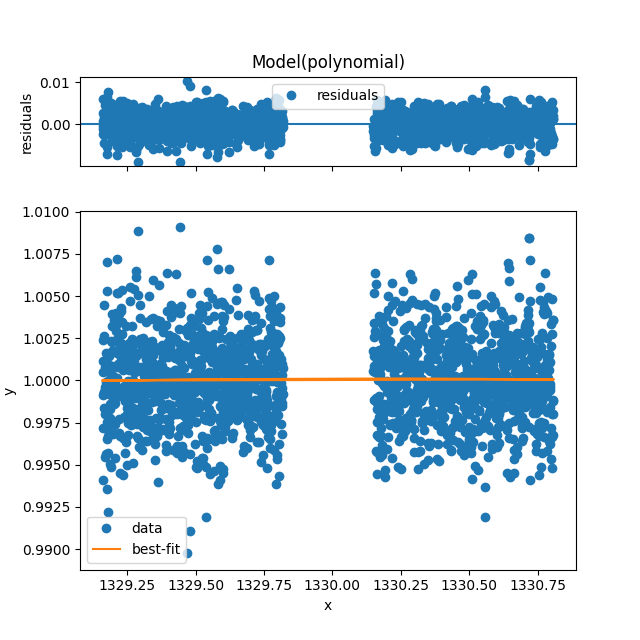 Model(polynomial)
0.01
0.00
residuals
residuals
1.0100
1.0075
1.0050
1.0025
1.0000
0.9975
0.9950
0.9925
0.9900
y
data
best-fit
1329.25 1329.50 1329.75 1330.00 1330.25 1330.50 1330.75
x